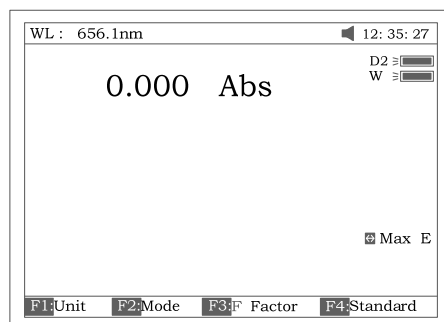 WL : 656.1nm 12: 35: 27
D2
W
0.000 Abs
Max E
F1:Unit F2:Mode F3:F Factor F4:Standard